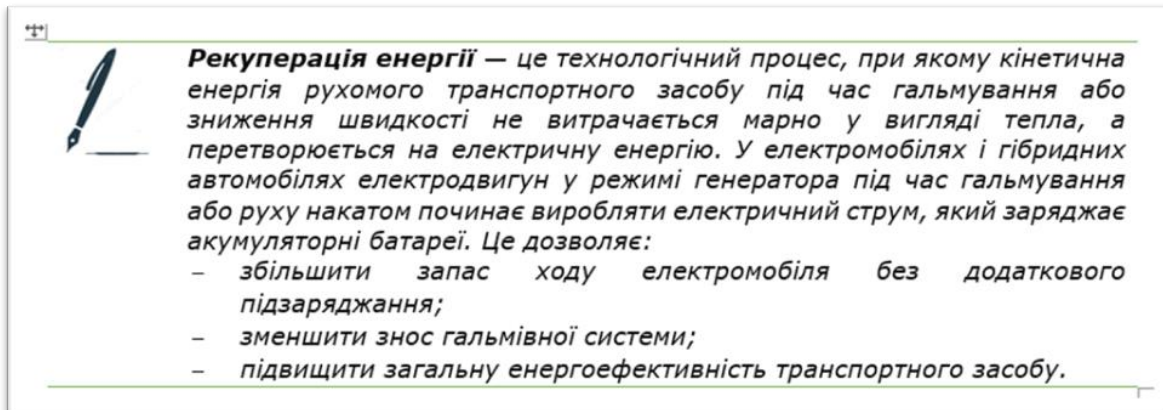 Рекуперація енергії — це технологічний процес, при якому кінетична
енергія рухомого транспортного засобу під час гальмування або
зниження швидкості не витрачається марно у вигляді тепла, а
перетворюється на електричну енергію. У електромобілях і гібридних
автомобілях електродвигун у режимі генератора під час гальмування
або руху накатом починає виробляти електричний струм, який заряджає
акумуляторні батареї. Це дозволяє:
– збільшити запас ходу електромобіля без додаткового
підзаряджання;
– зменшити знос гальмівної системи;
– підвищити загальну енергоефективність транспортного засобу.